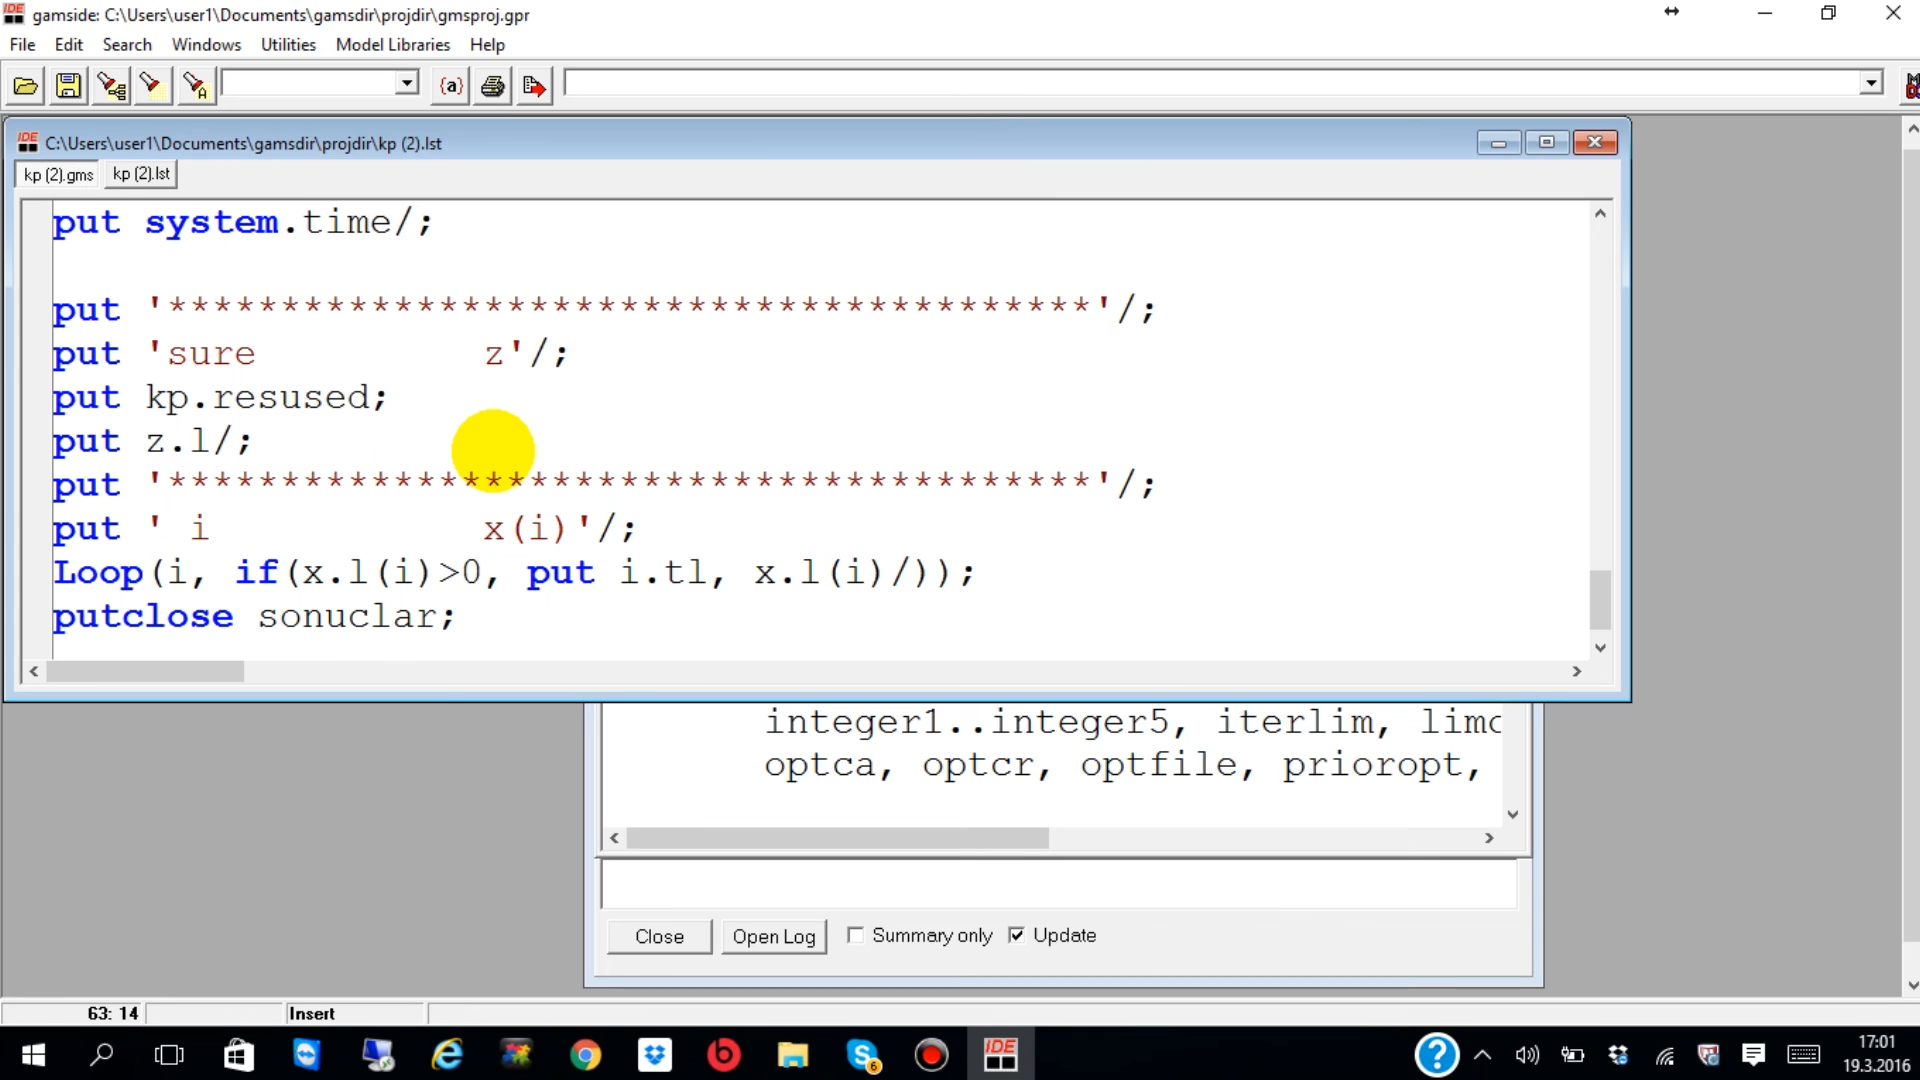 IDE gamside: C:\Users\user1\Documents\gamsdir\projdir\gmsproj.gpr
File Edit Search Windows Utilities Model Libraries Help
{a}
IDE C:\Users\user1\Documents\gamsdir\projdir\kp (2).lst
kp (2).gms kp (2).lst
put system.time/;
put '*****************************************'/;
put 'sure          z'/;
put kp.resused;
put z.l/;
put '*****************************************'/;
put ' i            x(i)'/;
Loop(i, if(x.l(i)>0, put i.tl, x.l(i)/));
putclose sonuclar;
integer1..integer5, iterlim, limc
optca, optcr, optfile, prioropt,
Close Open Log Summary only Update
63: 14 Insert
IDE
17:01
19.3.2016